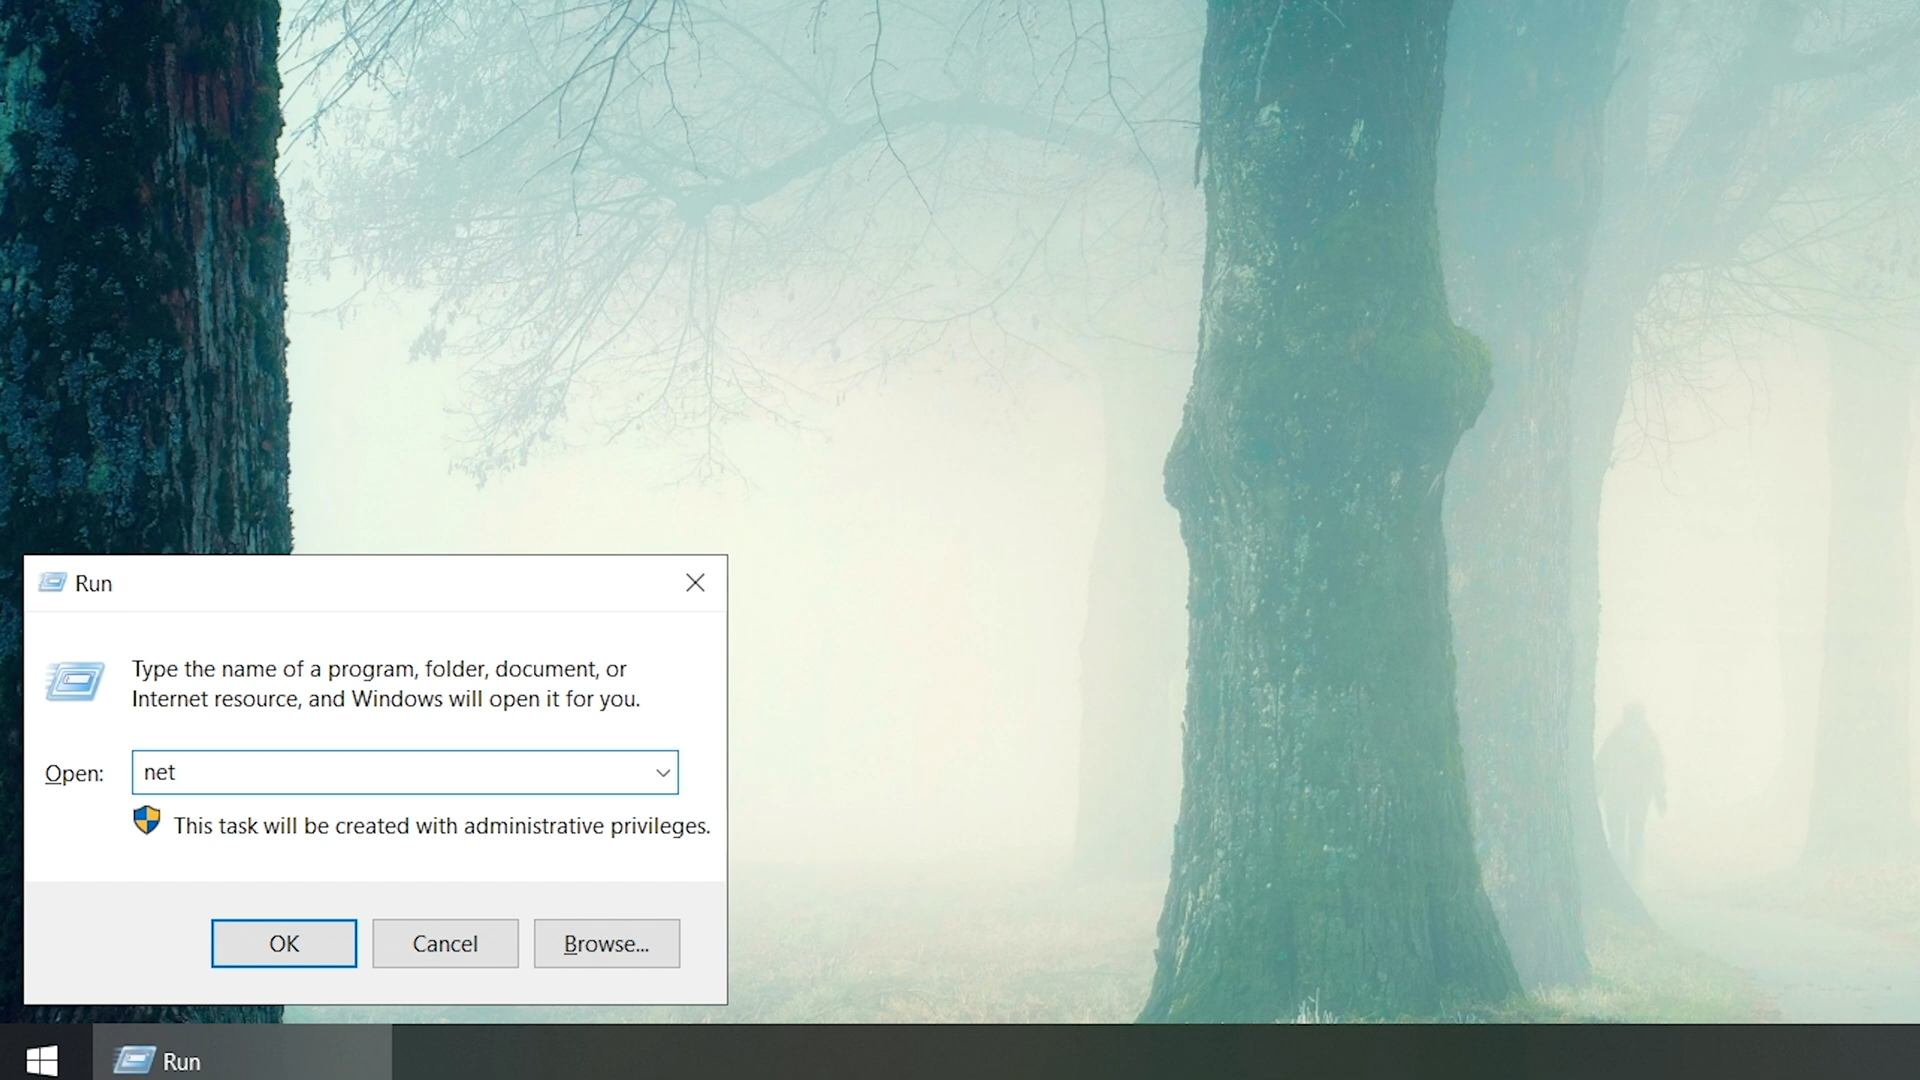 Run
Type the name of a program, folder, document, or
Internet resource, and Windows will open it for you.
Open: net
This task will be created with administrative privileges.
OK Cancel Browse...
Run